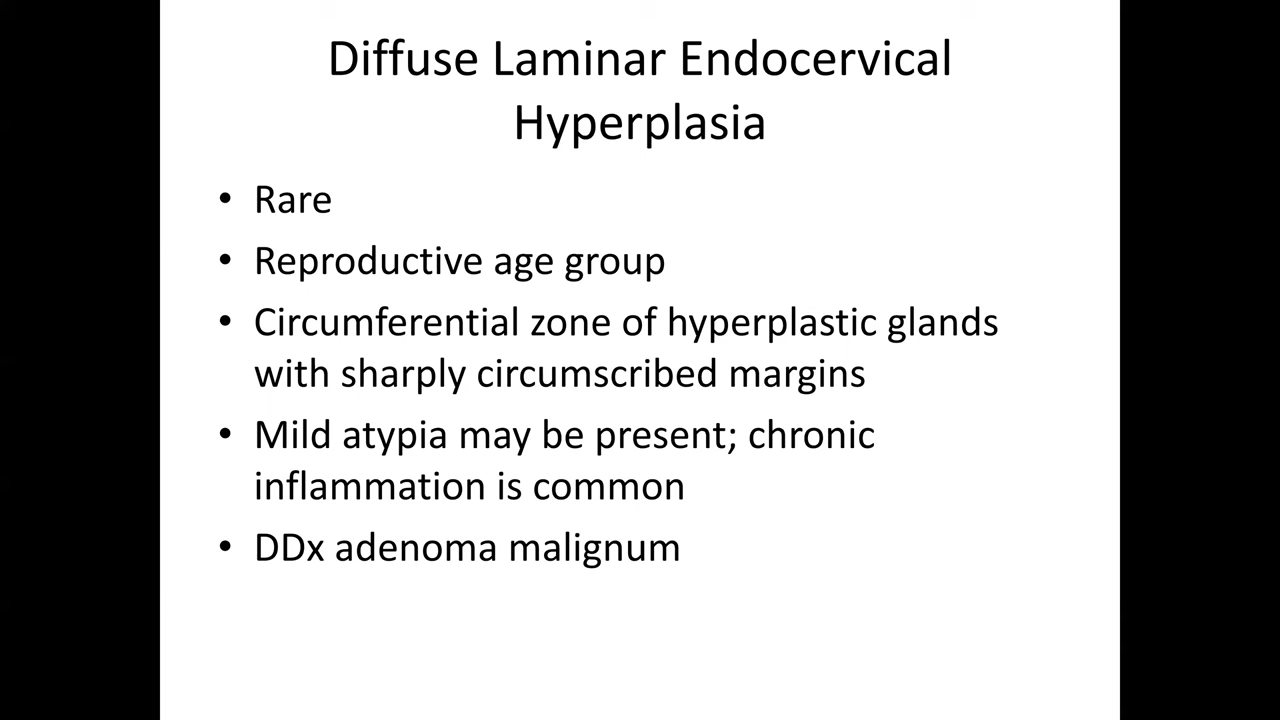 Diffuse Laminar Endocervical
Hyperplasia
• Rare
• Reproductive age group
• Circumferential zone of hyperplastic glands
with sharply circumscribed margins
• Mild atypia may be present; chronic
inflammation is common
• DDx adenoma malignum